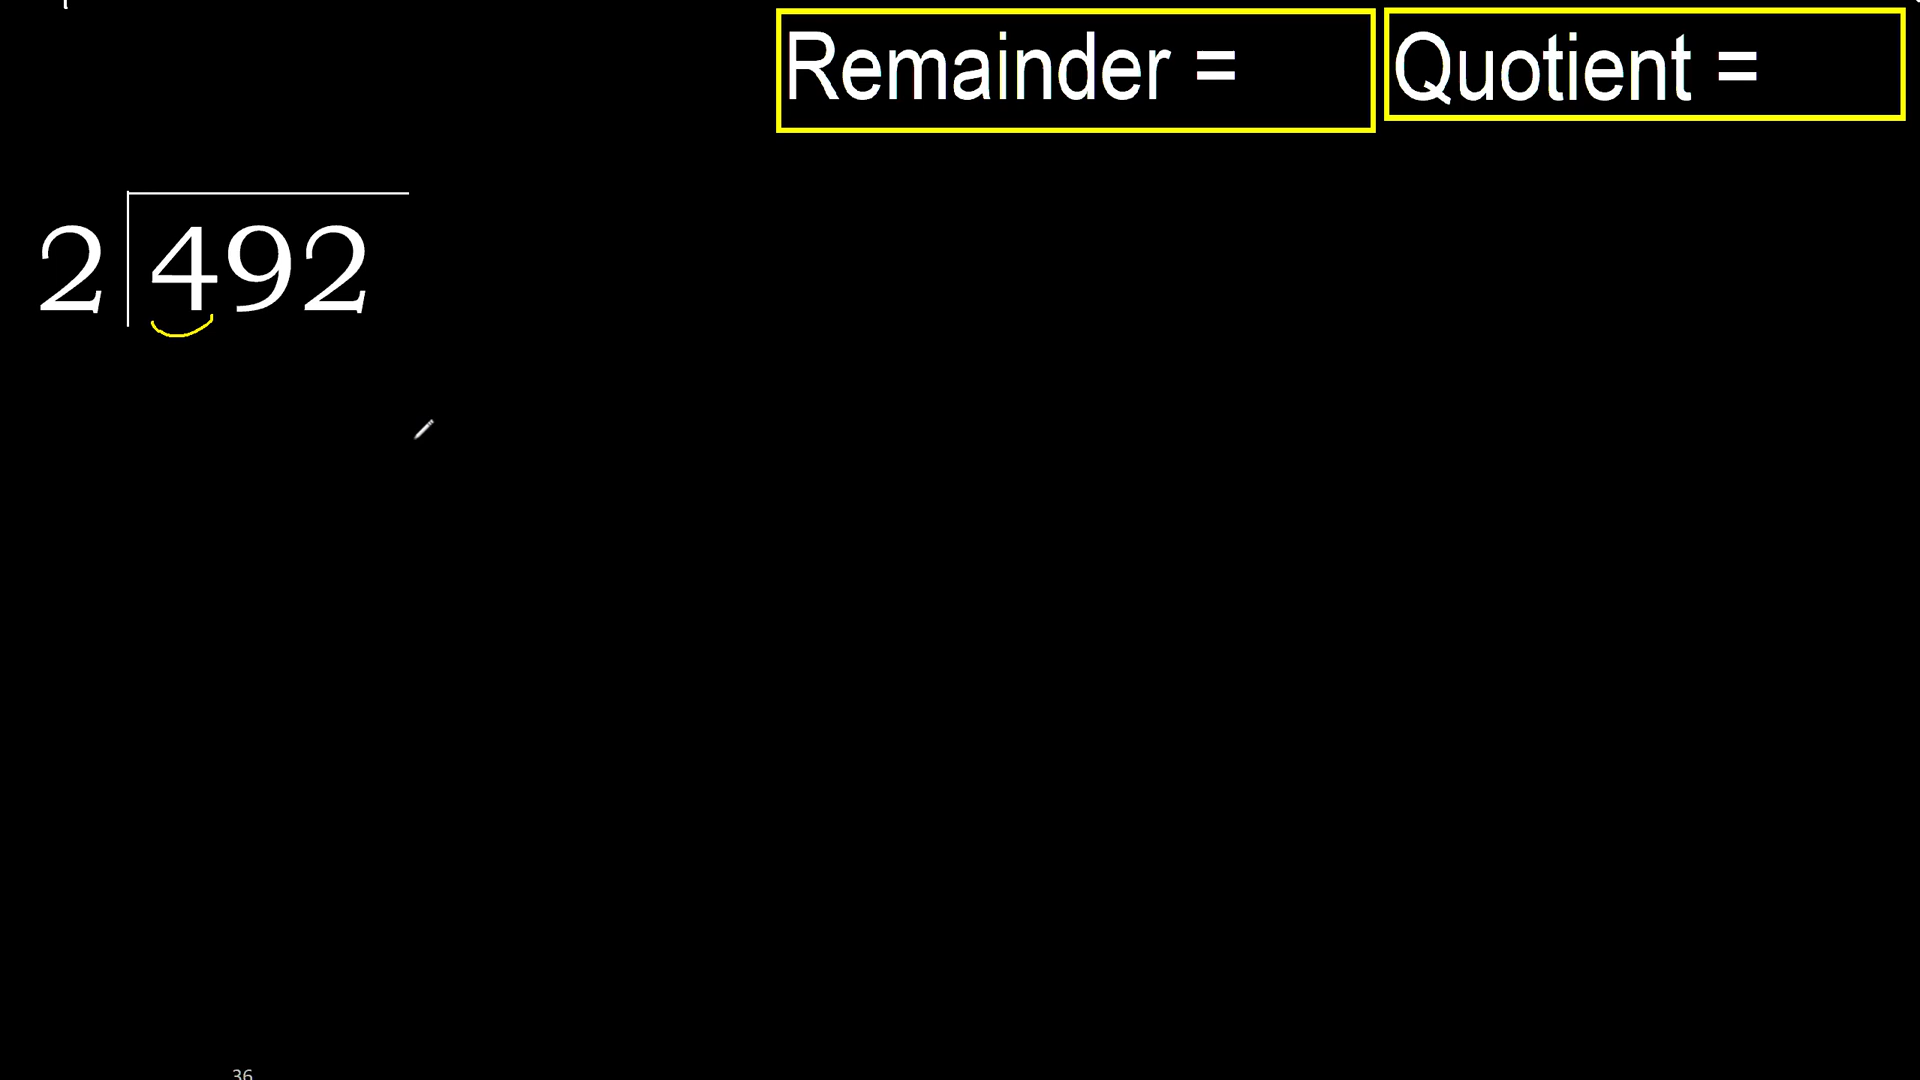 Remainder =
Quotient =
2 492
36